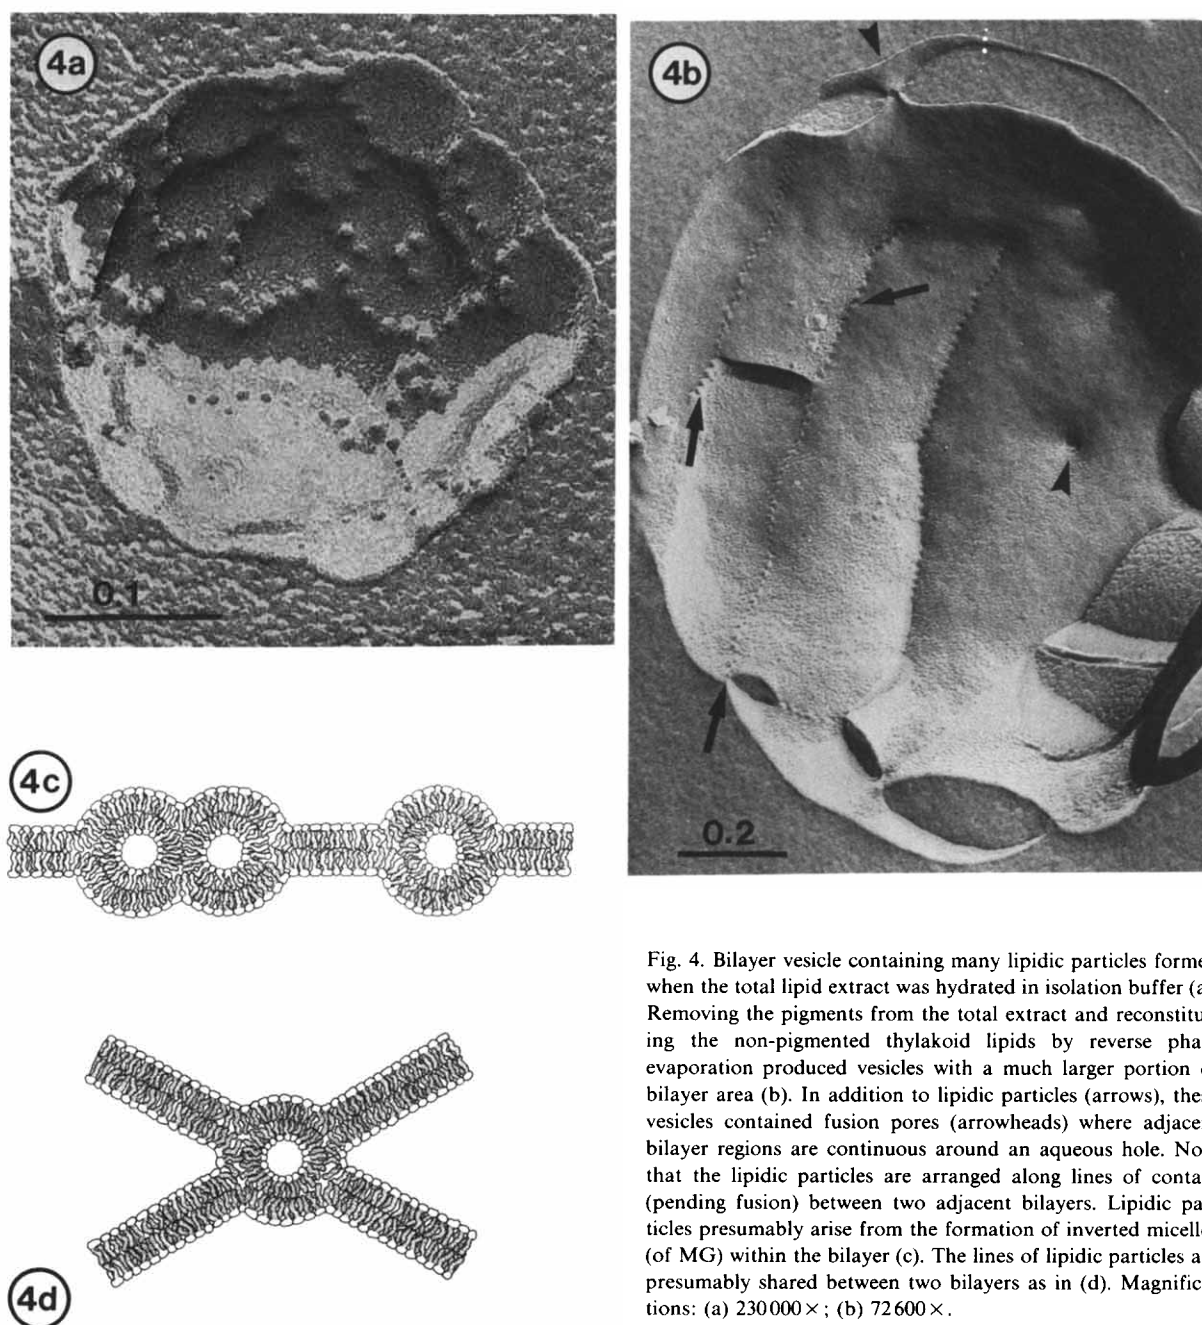 4a
4b
0.1
0.2
4c
4d
Fig. 4. Bilayer vesicle containing many lipidic particles forme
when the total lipid extract was hydrated in isolation buffer (a
Removing the pigments from the total extract and reconstitu
ing the non-pigmented thylakoid lipids by reverse pha
evaporation produced vesicles with a much larger portion
bilayer area (b). In addition to lipidic particles (arrows), thes
vesicles contained fusion pores (arrowheads) where adjace
bilayer regions are continuous around an aqueous hole. No
that the lipidic particles are arranged along lines of conta
(pending fusion) between two adjacent bilayers. Lipidic pa
ticles presumably arise from the formation of inverted micell
(of MG) within the bilayer (c). The lines of lipidic particles a
presumably shared between two bilayers as in (d). Magnific
tions: (a) 230000×; (b) 72600×.